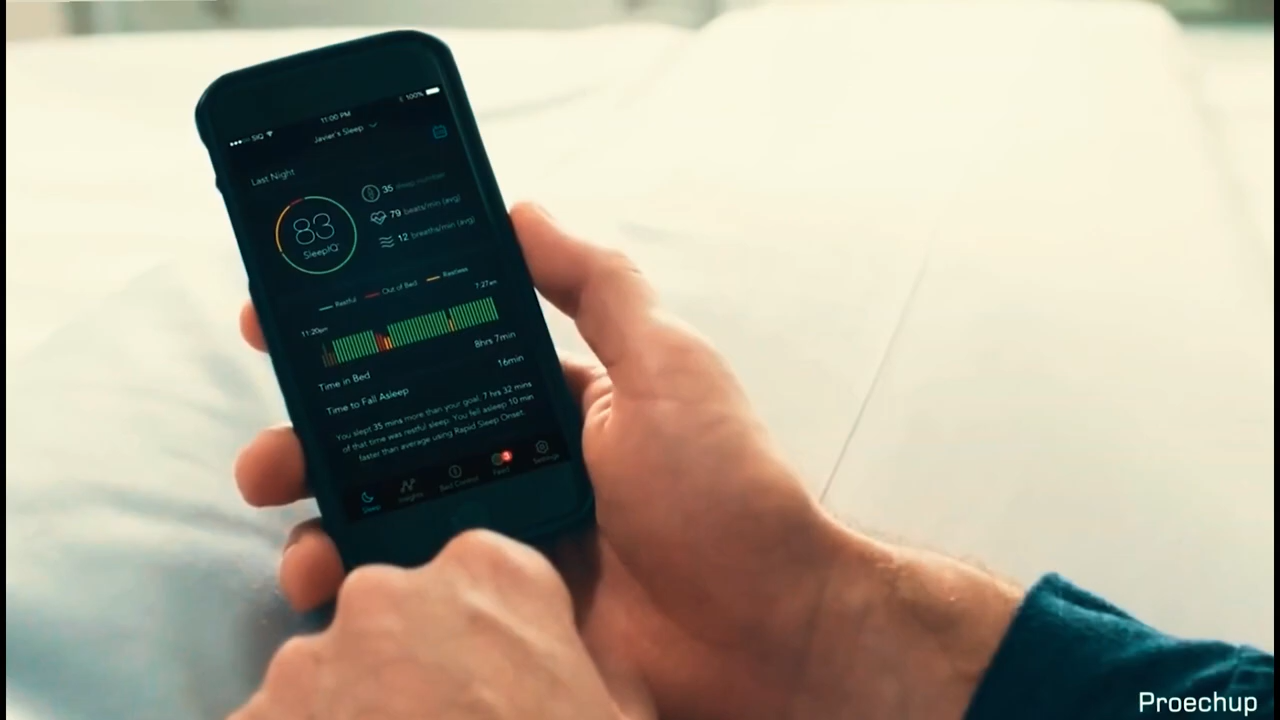 SIQ 11:00 PM 100%
Javier's Sleep
Last Night
83
SleepIQ
35 sleep number
79 beats/min (avg)
12 breaths/min (avg)
Restful Out of Bed Restless
11:20pm 7:27am
Time in Bed 8hrs 7min
Time to Fall Asleep 16min
You slept 35 mins more than your goal. 7 hrs 32 mins
of that time was restful sleep. You fell asleep 10 min
faster than average using Rapid Sleep Onset.
3
Sleep Insights Bed Control Feed Settings
Proechup